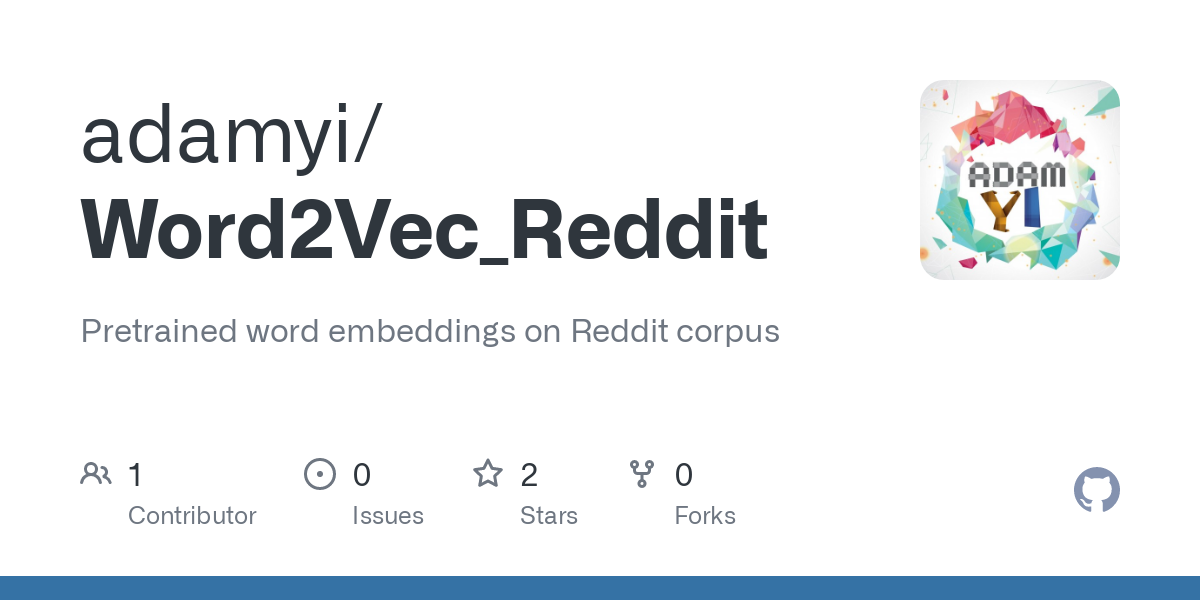 adamyi/
Word2Vec_Reddit
Pretrained word embeddings on Reddit corpus
ADAM
YI
1
Contributor
0
Issues
2
Stars
0
Forks